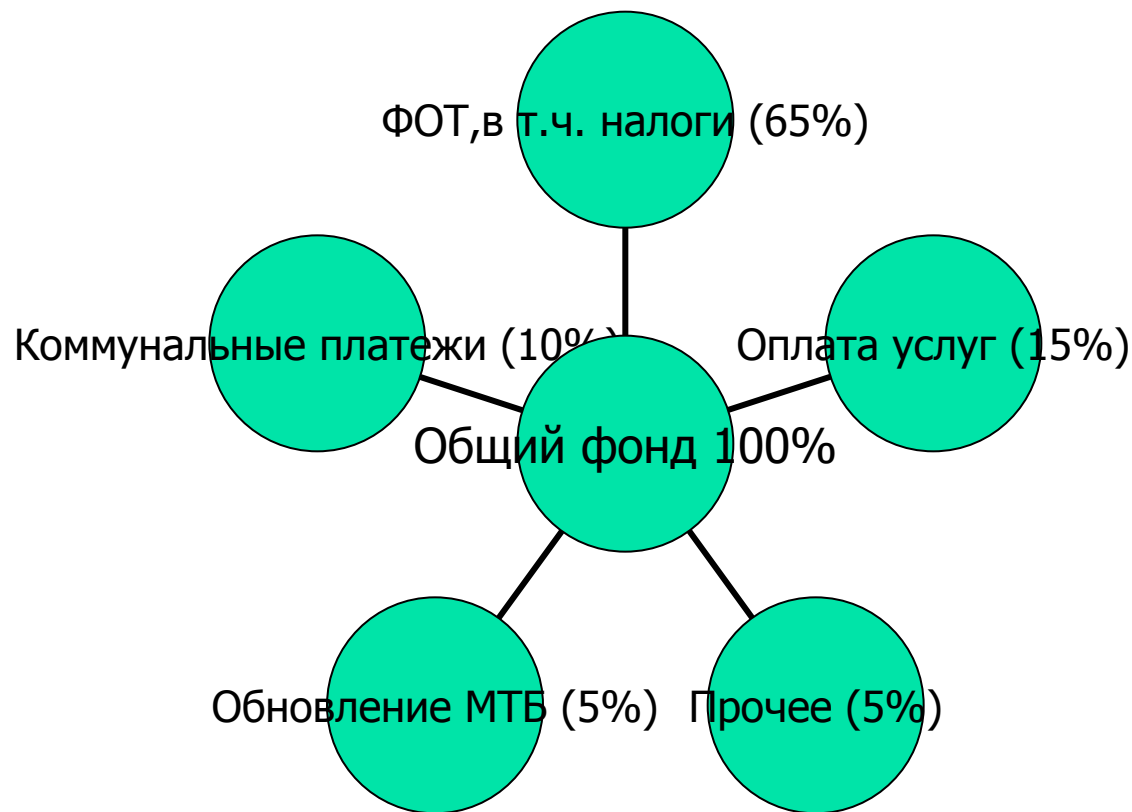 ФОТ,в т.ч. налоги (65%)
Коммунальные платежи (10%)
Оплата услуг (15%)
Общий фонд 100%
Обновление МТБ (5%)
Прочее (5%)